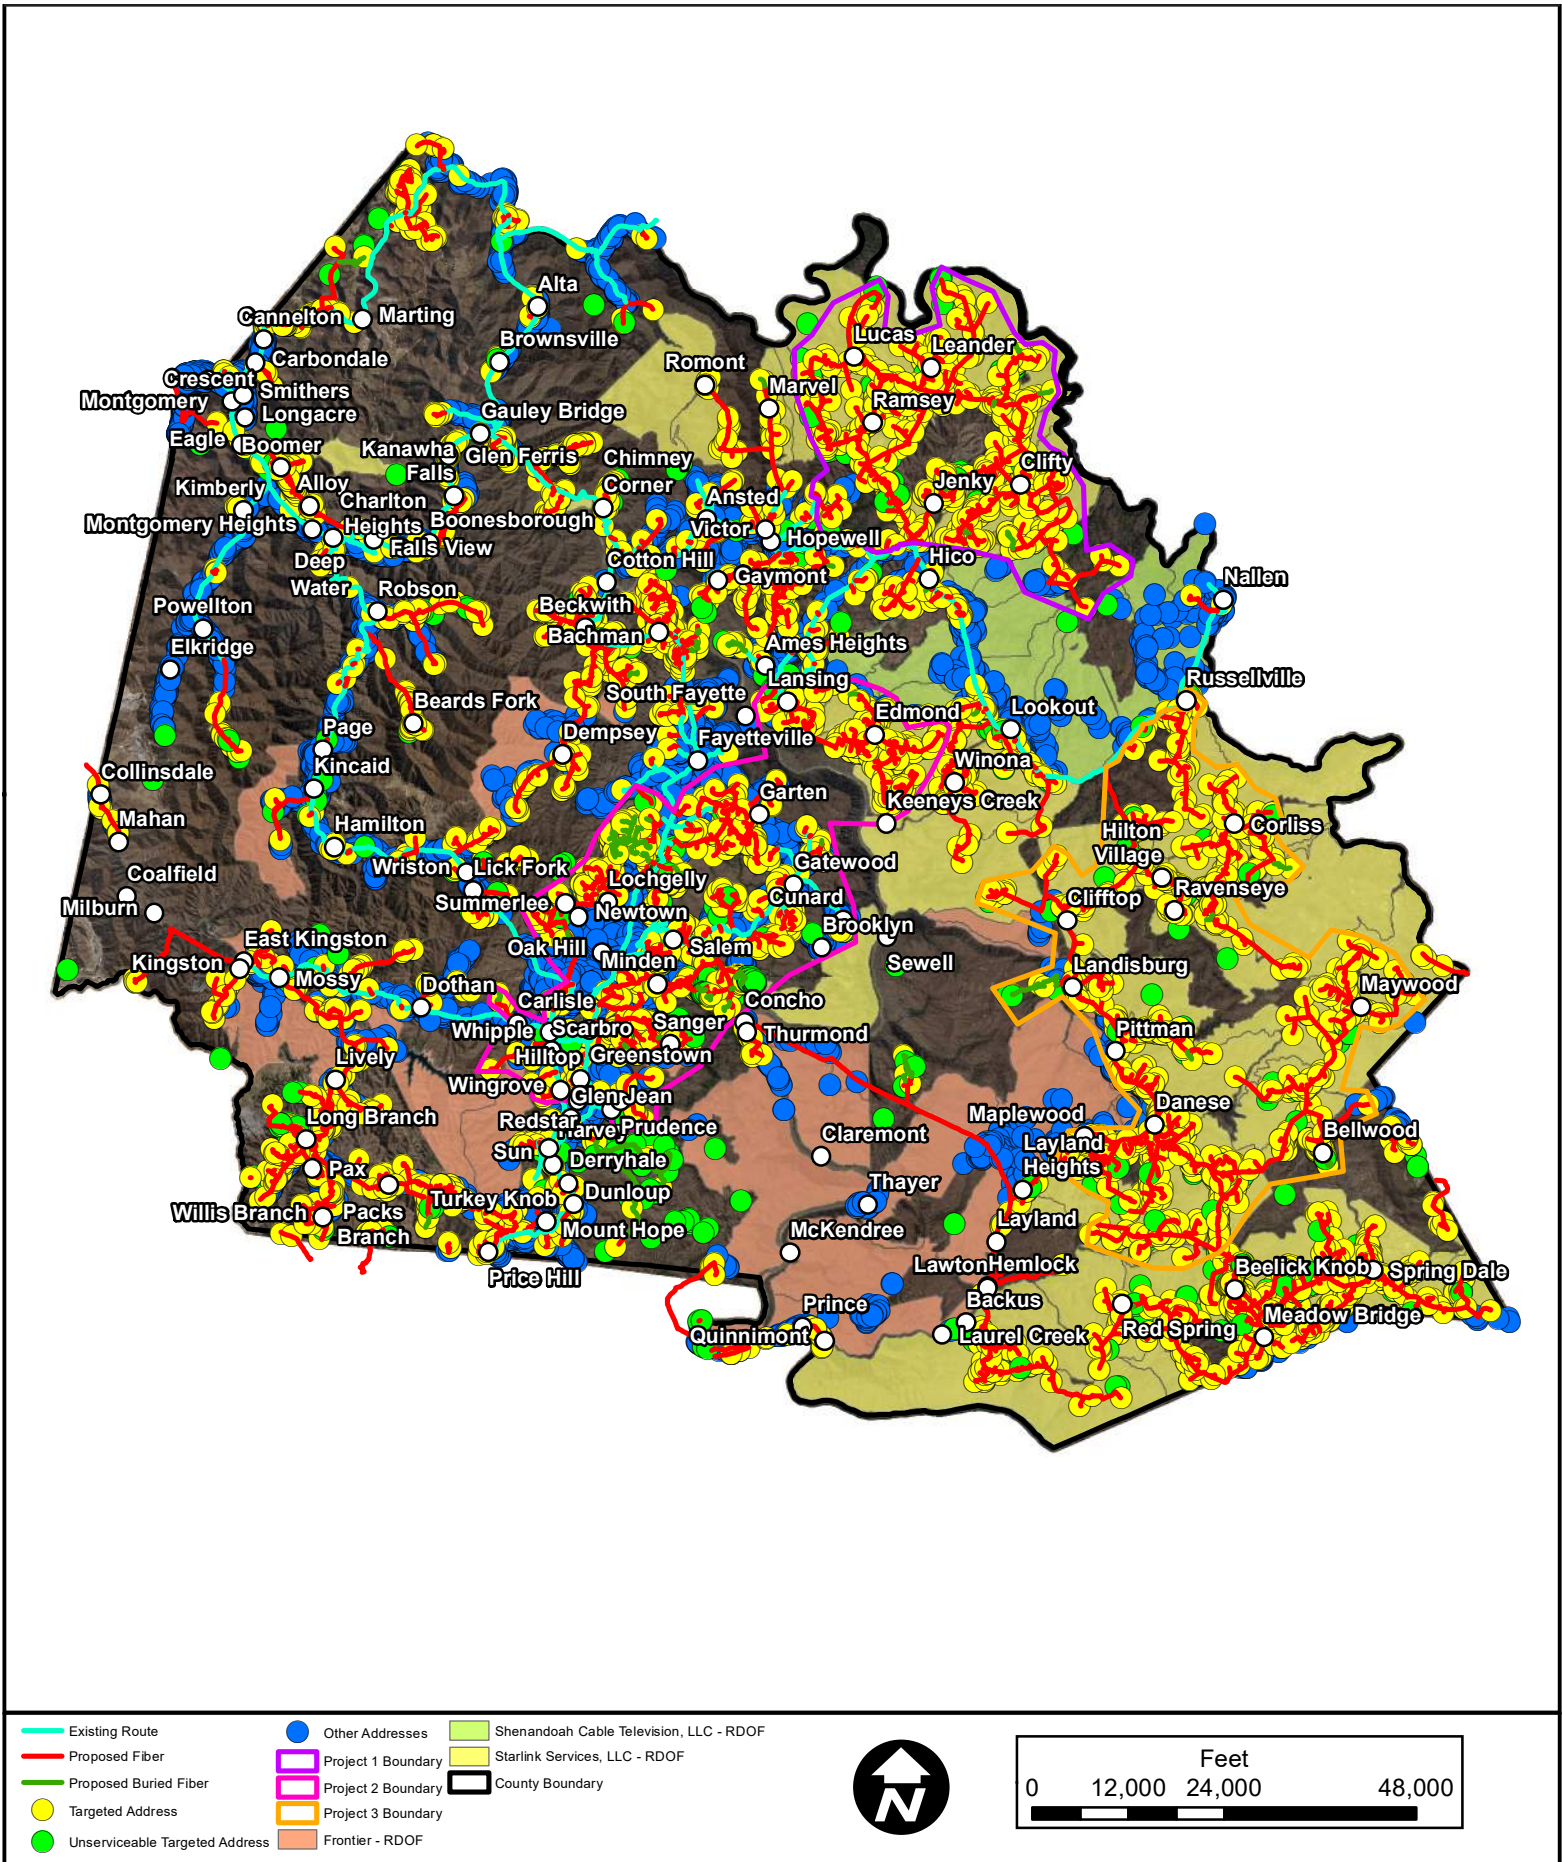 Alta
Marting
Cannelton
Brownsville
Lucas
Leander
Carbondale
Romont
Crescent
Smithers
Marvel
Montgomery
Longacre
Gauley Bridge
Ramsey
Eagle
Boomer
Kanawha
Falls
Glen Ferris
Chimney
Corner
Clifty
Kimberly
Alloy
Jenky
Charlton
Heights
Ansted
Montgomery Heights
Boonesborough
Victor
Hopewell
Falls View
Deep
Water
Cotton Hill
Hico
Robson
Gaymont
Nallen
Powellton
Beckwith
Bachman
Elkridge
Ames Heights
Beards Fork
South Fayette
Lansing
Russellville
Page
Dempsey
Fayetteville
Edmond
Lookout
Kincaid
Winona
Collinsdale
Garten
Keeneys Creek
Mahan
Hamilton
Hilton
Village
Corliss
Wriston
Lick Fork
Gatewood
Coalfield
Lochgelly
Ravenseye
Milburn
Summerlee
Newtown
Cunard
Clifftop
Brooklyn
East Kingston
Oak Hill
Minden
Salem
Kingston
Sewell
Landisburg
Mossy
Dothan
Carlisle
Concho
Maywood
Whipple
Scarbro
Sanger
Thurmond
Pittman
Lively
Hilltop
Greenstown
Wingrove
Glen Jean
Danese
Long Branch
Redstar
Harvey
Prudence
Maplewood
Bellwood
Sun
Claremont
Layland
Heights
Pax
Derryhale
Turkey Knob
Dunloup
Thayer
Willis Branch
Packs
Branch
Mount Hope
McKendree
Layland
Price Hill
Lawton
Hemlock
Beelick Knob
Spring Dale
Prince
Backus
Meadow Bridge
Quinnimont
Laurel Creek
Red Spring
Existing Route
Proposed Fiber
Proposed Buried Fiber
Targeted Address
Unserviceable Targeted Address
Other Addresses
Project 1 Boundary
Project 2 Boundary
Project 3 Boundary
Frontier - RDOF
Shenandoah Cable Television, LLC - RDOF
Starlink Services, LLC - RDOF
County Boundary
N
Feet
0 12,000 24,000 48,000